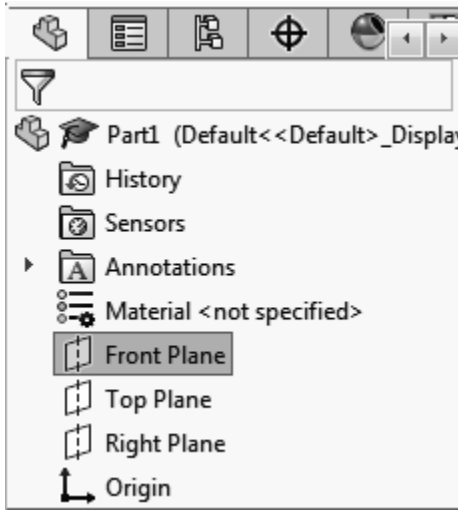 Part1 (Default<<Default>_Display
History
Sensors
Annotations
Material <not specified>
Front Plane
Top Plane
Right Plane
Origin